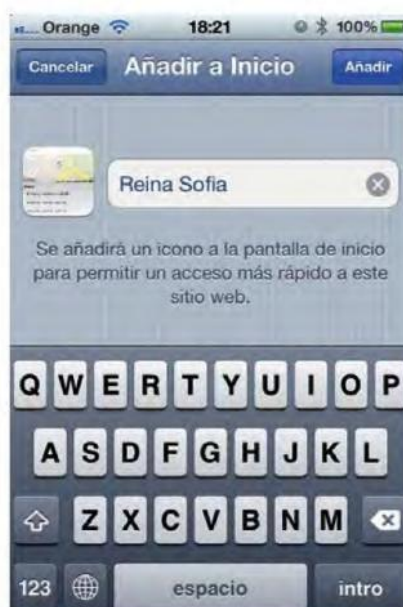 Orange 18:21 100%
Cancelar Añadir a Inicio Añadir
Reina Sofia
Se añadirá un icono a la pantalla de inicio
para permitir un acceso más rápido a este
sitio web.
Q W E R T Y U I O P
A S D F G H J K L
Z X C V B N M
123 espacio intro